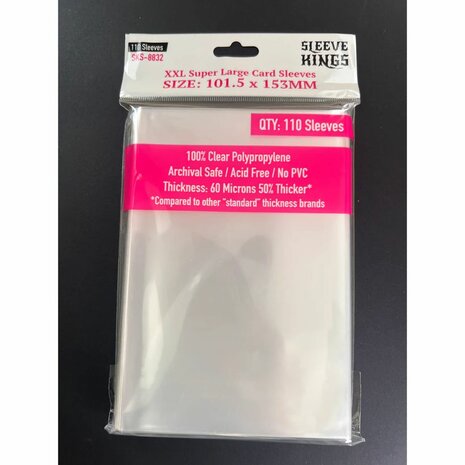 110 Sleeves
SKS-8832
SLEEVE
KINGS
XXL Super Large Card Sleeves
SIZE: 101.5 x 153MM
QTY: 110 Sleeves
100% Clear Polypropylene
Archival Safe / Acid Free / No PVC
Thickness: 60 Microns 50% Thicker*
*Compared to other "standard" thickness brands